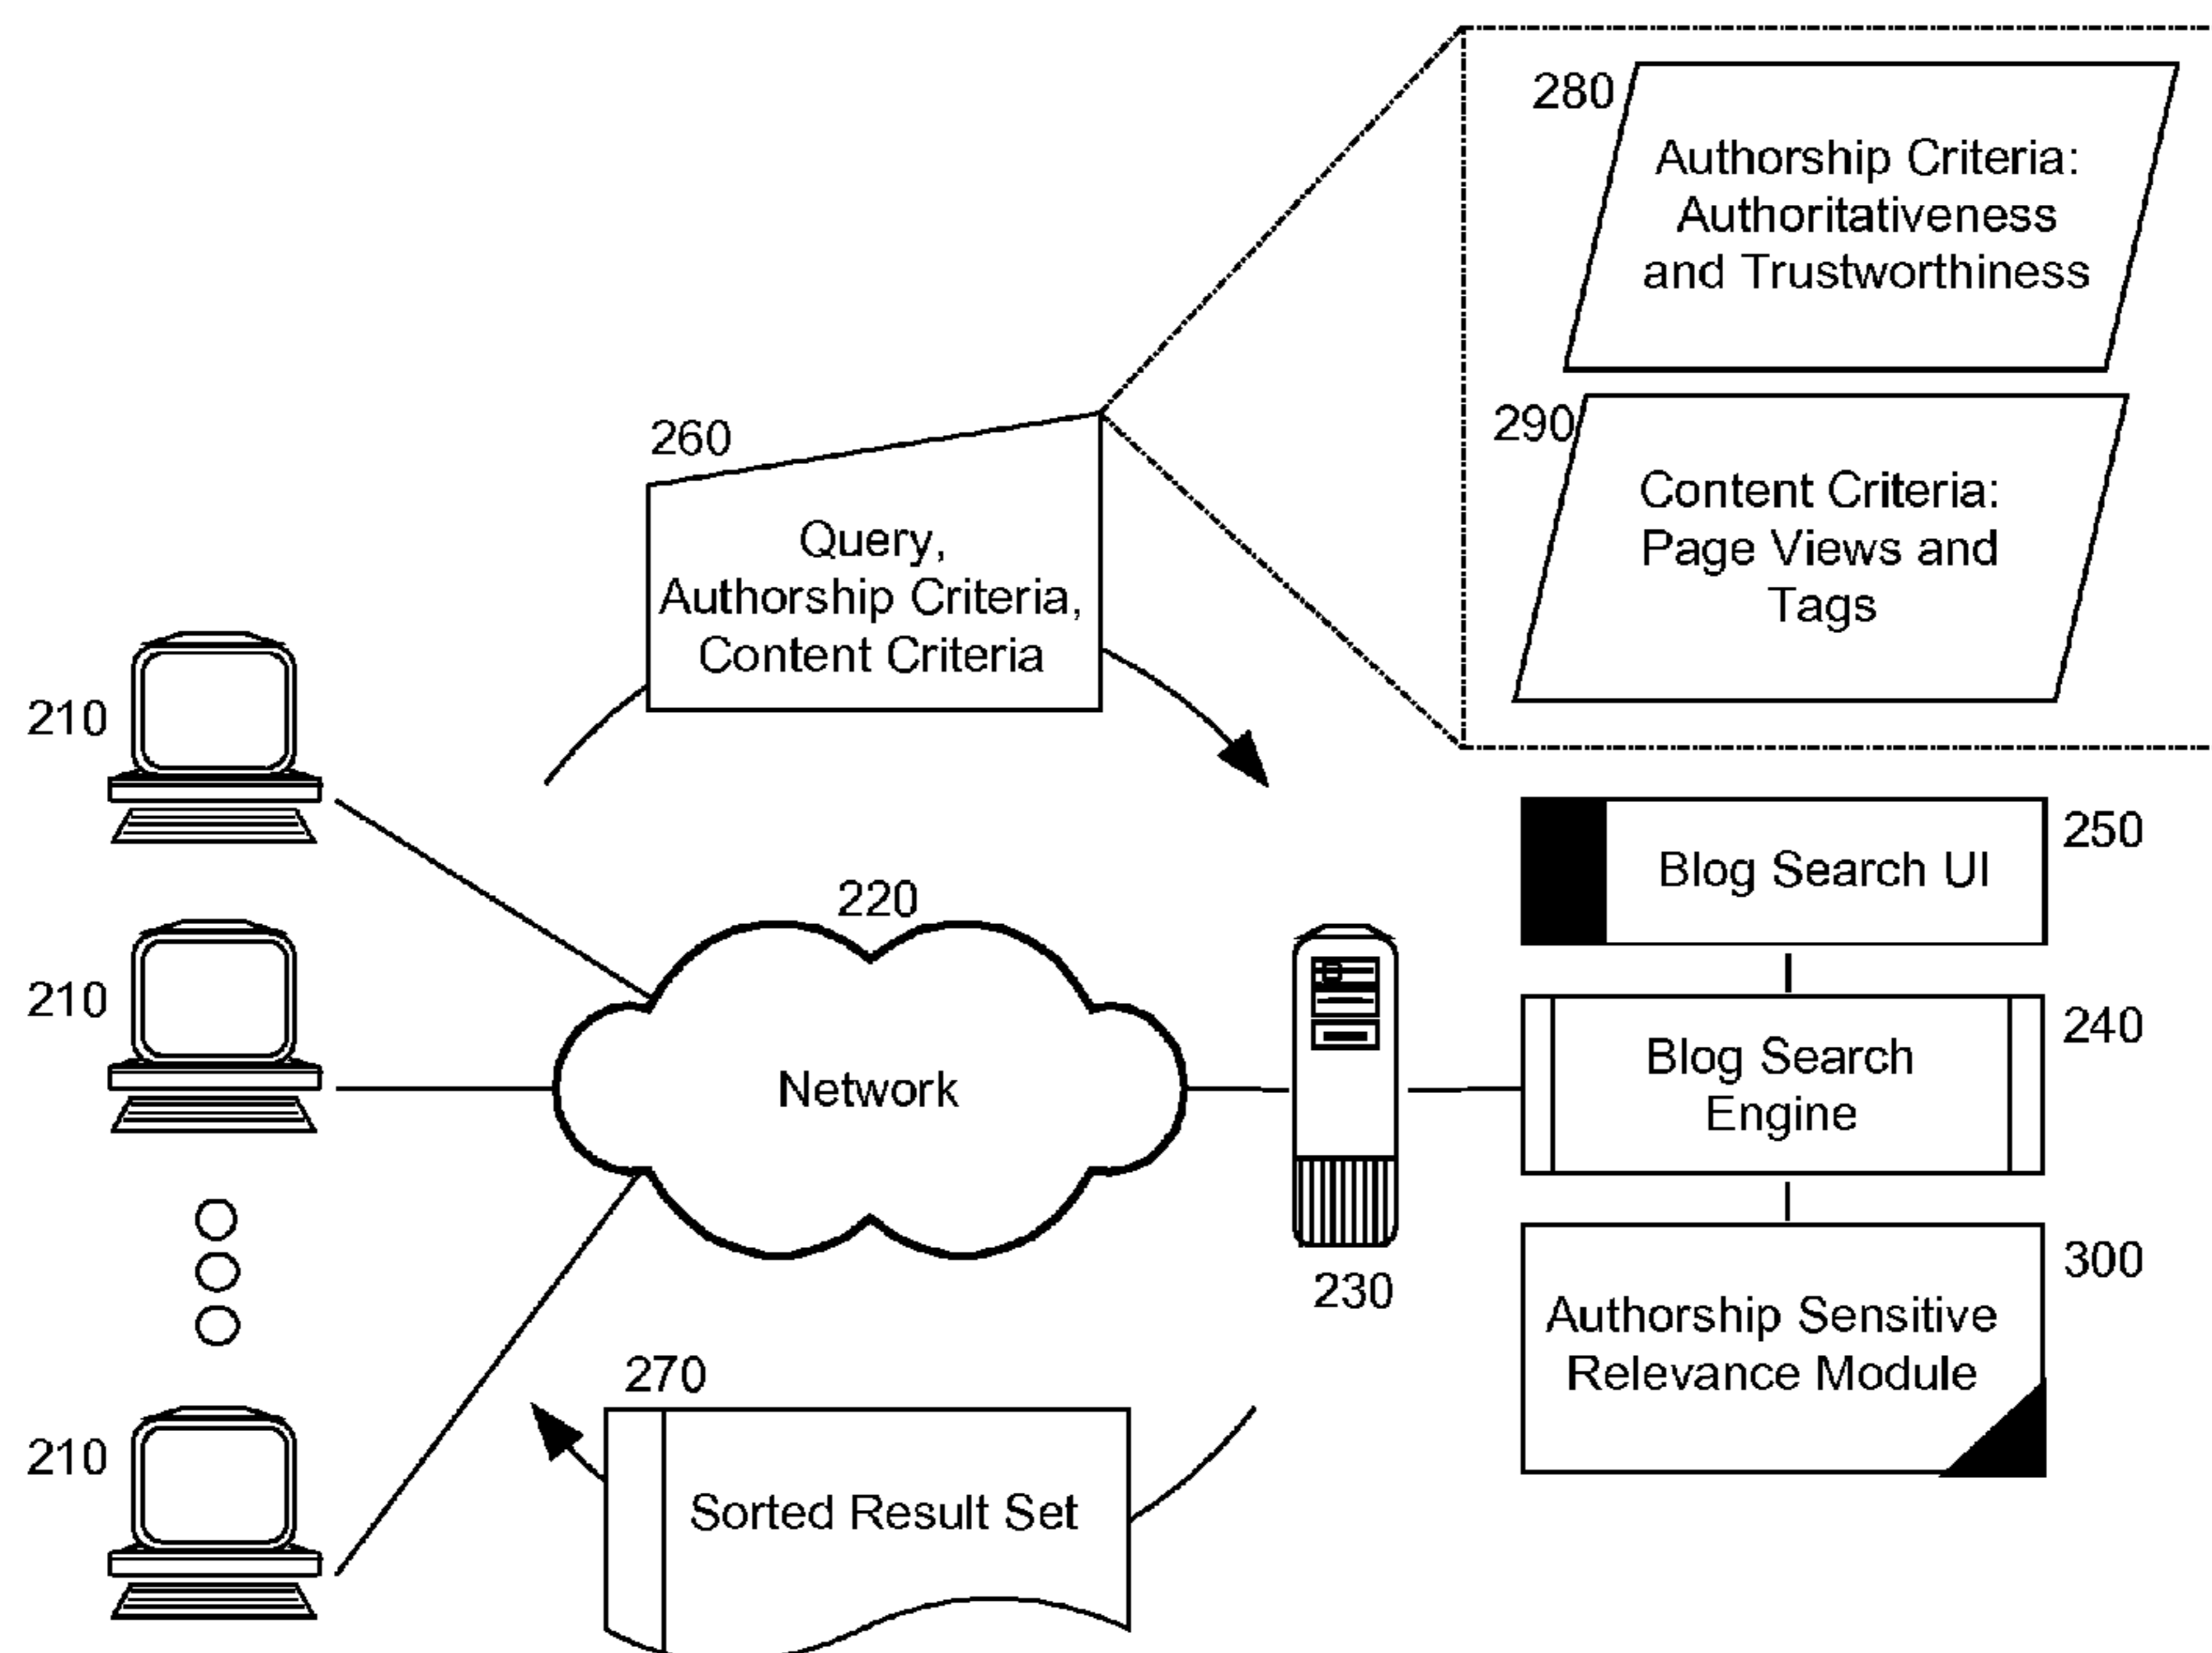 280
Authorship Criteria:
Authoritativeness
and Trustworthiness
290
Content Criteria:
Page Views and
Tags
260
Query,
Authorship Criteria,
Content Criteria
210
210
210
220
Network
230
250
Blog Search UI
240
Blog Search
Engine
300
Authorship Sensitive
Relevance Module
270
Sorted Result Set